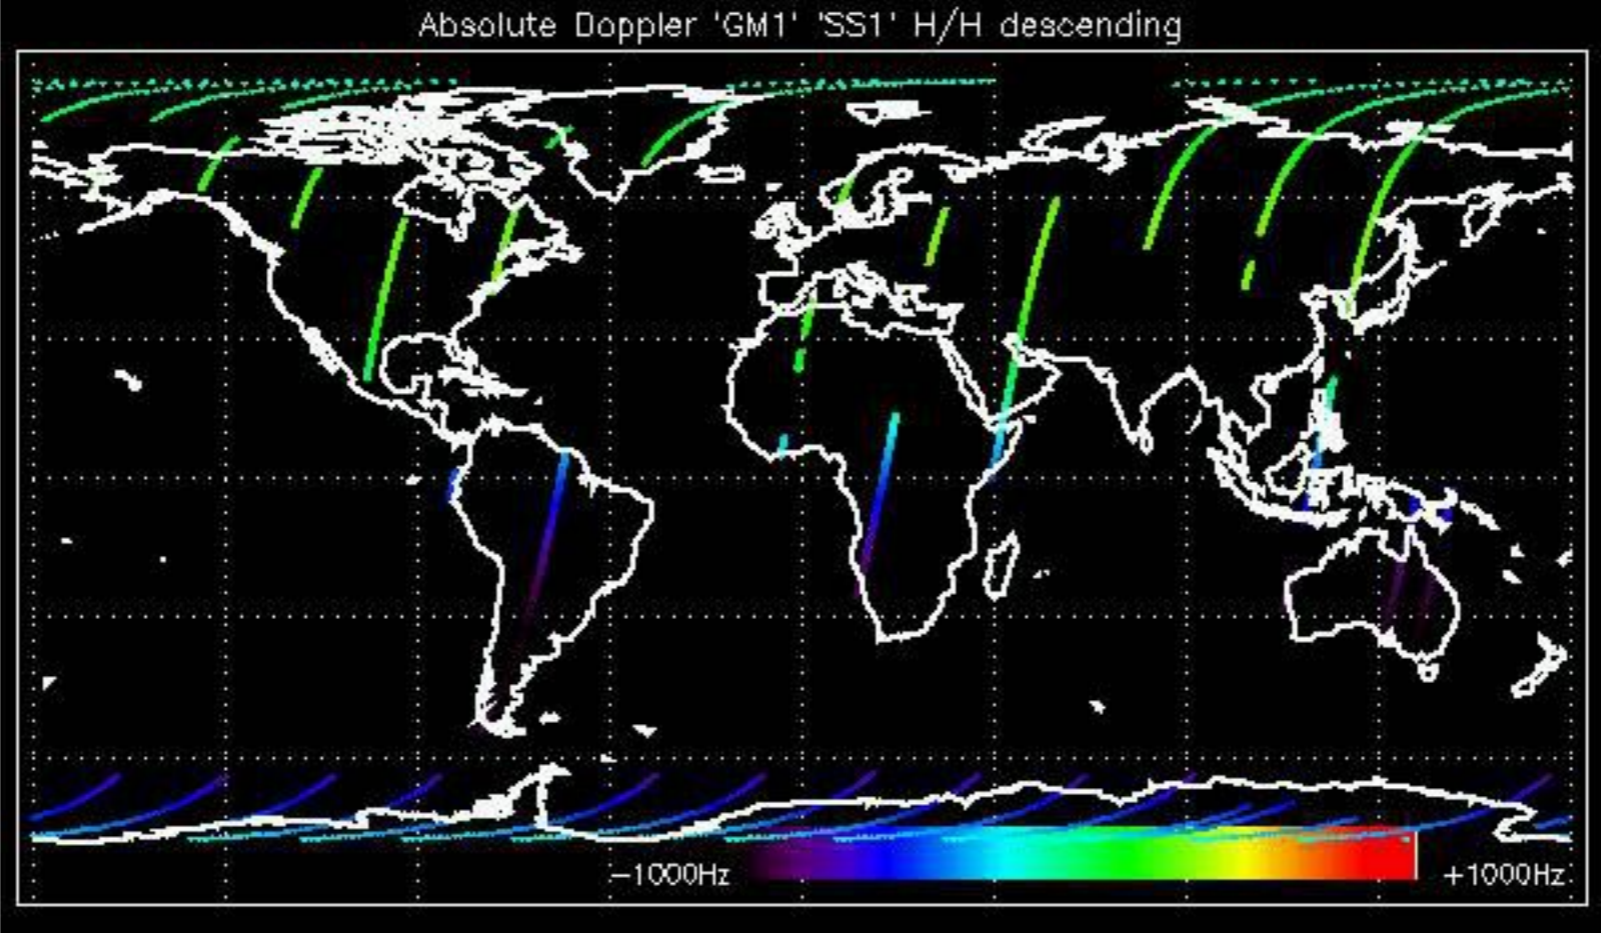 Absolute Doppler 'GM1' 'SS1' H/H descending
−1000Hz +1000Hz